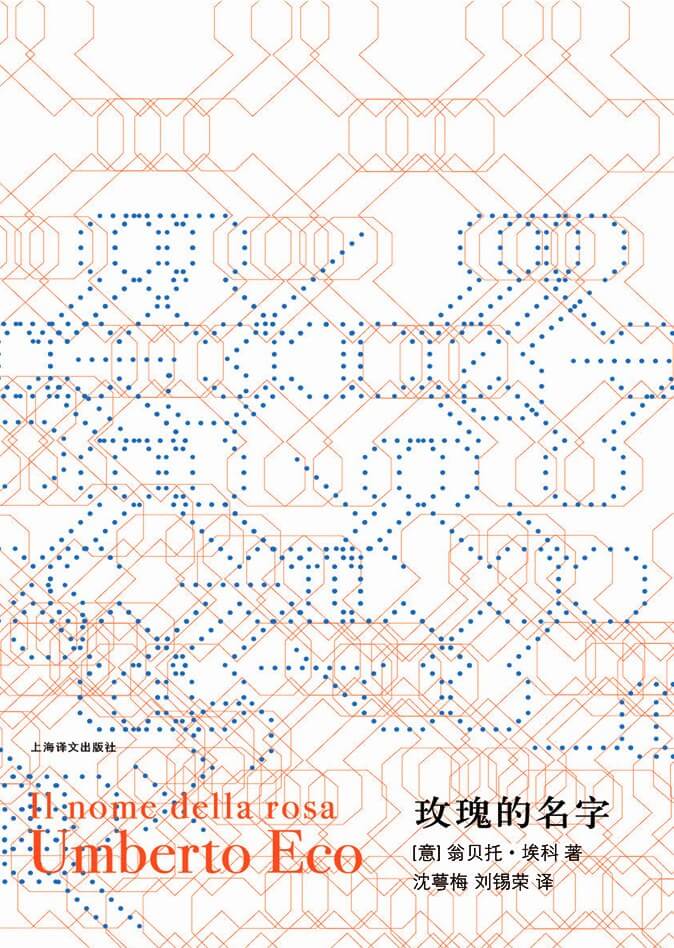 上海译文出版社
Il nome della rosa
Umberto Eco
玫瑰的名字
[意] 翁贝托·埃科 著
沈萼梅 刘锡荣 译